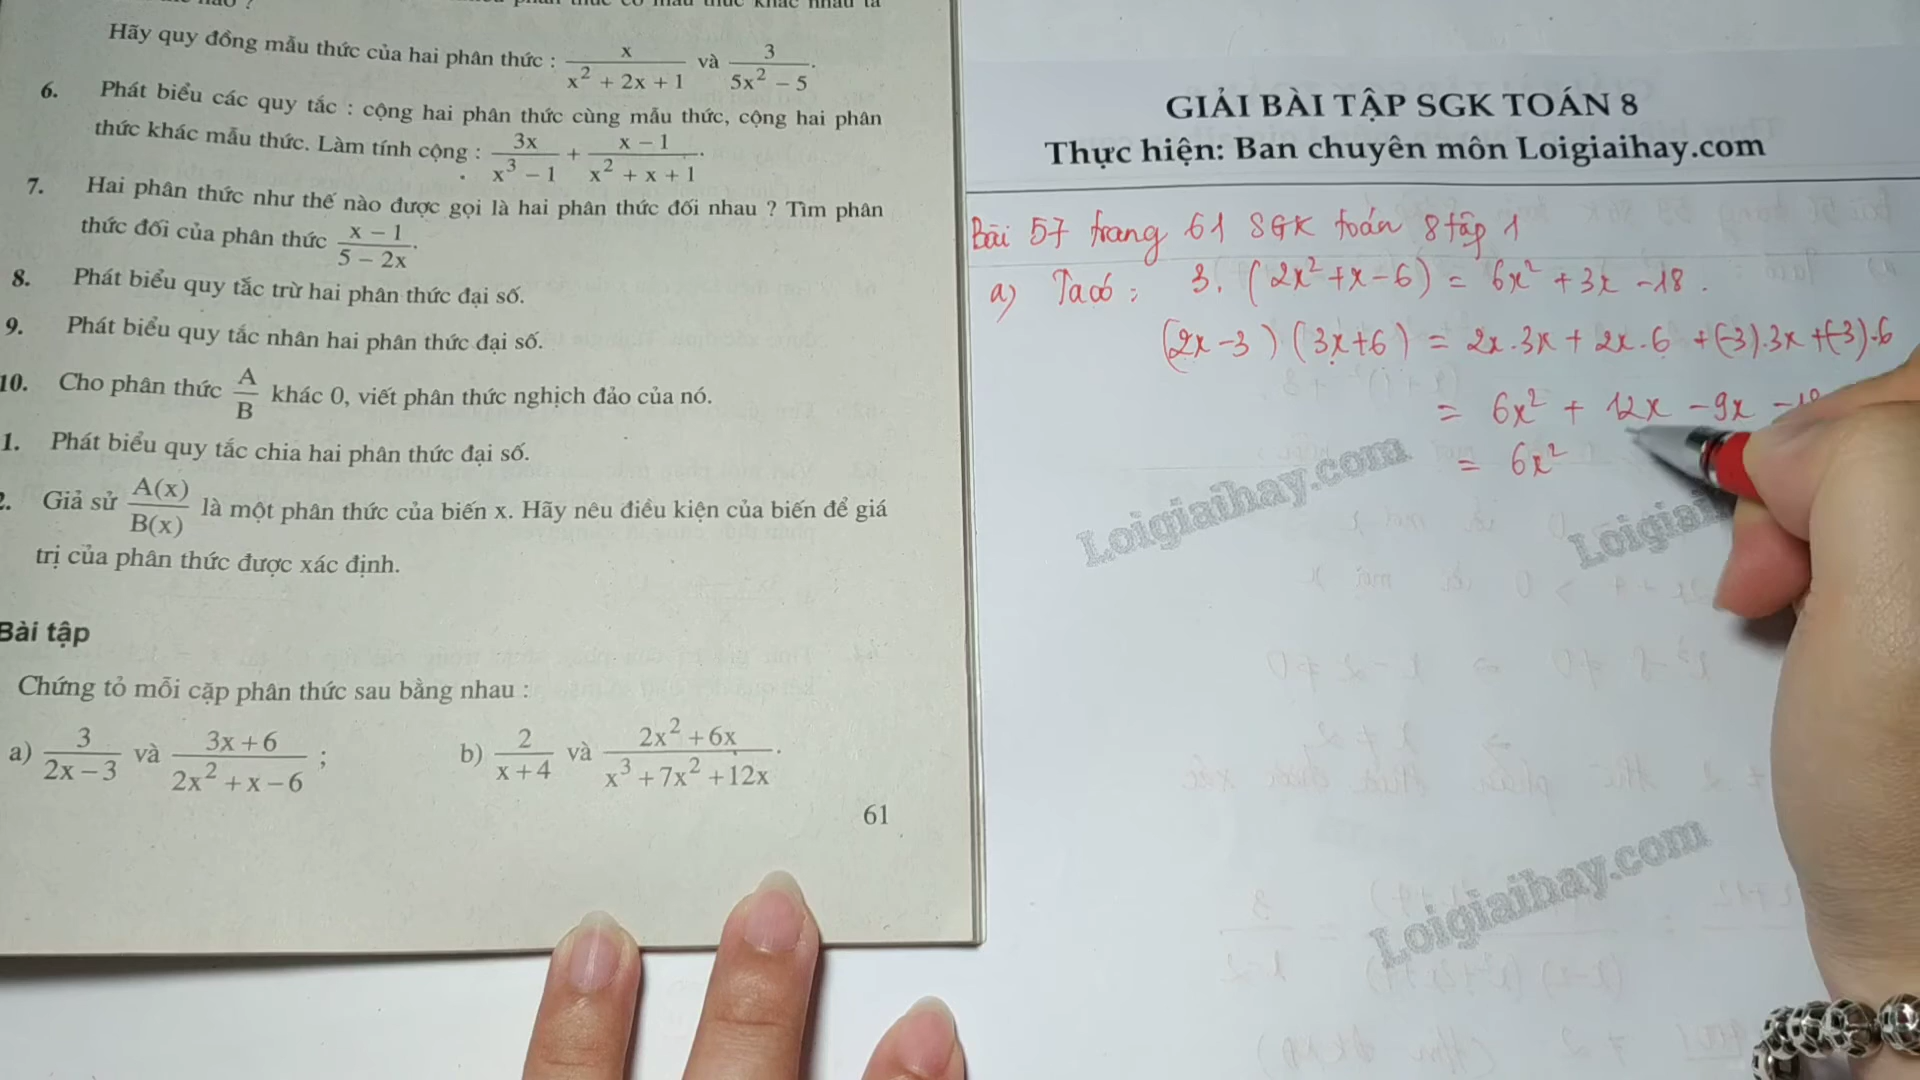 Hãy quy đồng mẫu thức của hai phân thức : x / (x² + 2x + 1) và 3 / (5x² − 5).
6. Phát biểu các quy tắc : cộng hai phân thức cùng mẫu thức, cộng hai phân
thức khác mẫu thức. Làm tính cộng : 3x / (x³ − 1) + (x − 1) / (x² + x + 1).
7. Hai phân thức như thế nào được gọi là hai phân thức đối nhau ? Tìm phân
thức đối của phân thức (x − 1) / (5 − 2x).
8. Phát biểu quy tắc trừ hai phân thức đại số.
9. Phát biểu quy tắc nhân hai phân thức đại số.
10. Cho phân thức A / B khác 0, viết phân thức nghịch đảo của nó.
1. Phát biểu quy tắc chia hai phân thức đại số.
2. Giả sử A(x) / B(x) là một phân thức của biến x. Hãy nêu điều kiện của biến để giá
trị của phân thức được xác định.
Bài tập
Chứng tỏ mỗi cặp phân thức sau bằng nhau :
a) 3 / (2x − 3) và (3x + 6) / (2x² + x − 6) ; b) 2 / (x + 4) và (2x² + 6x) / (x³ + 7x² + 12x).
61
GIẢI BÀI TẬP SGK TOÁN 8
Thực hiện: Ban chuyên môn Loigiaihay.com
Bài 57 trang 61 SGK toán 8 tập 1
a) Ta có : 3. (2x² + x − 6) = 6x² + 3x − 18 .
(2x − 3) (3x + 6) = 2x.3x + 2x.6 + (−3).3x + (−3).6
= 6x² + 12x − 9x −
= 6x²
Loigiaihay.com
Loigiaihay.com